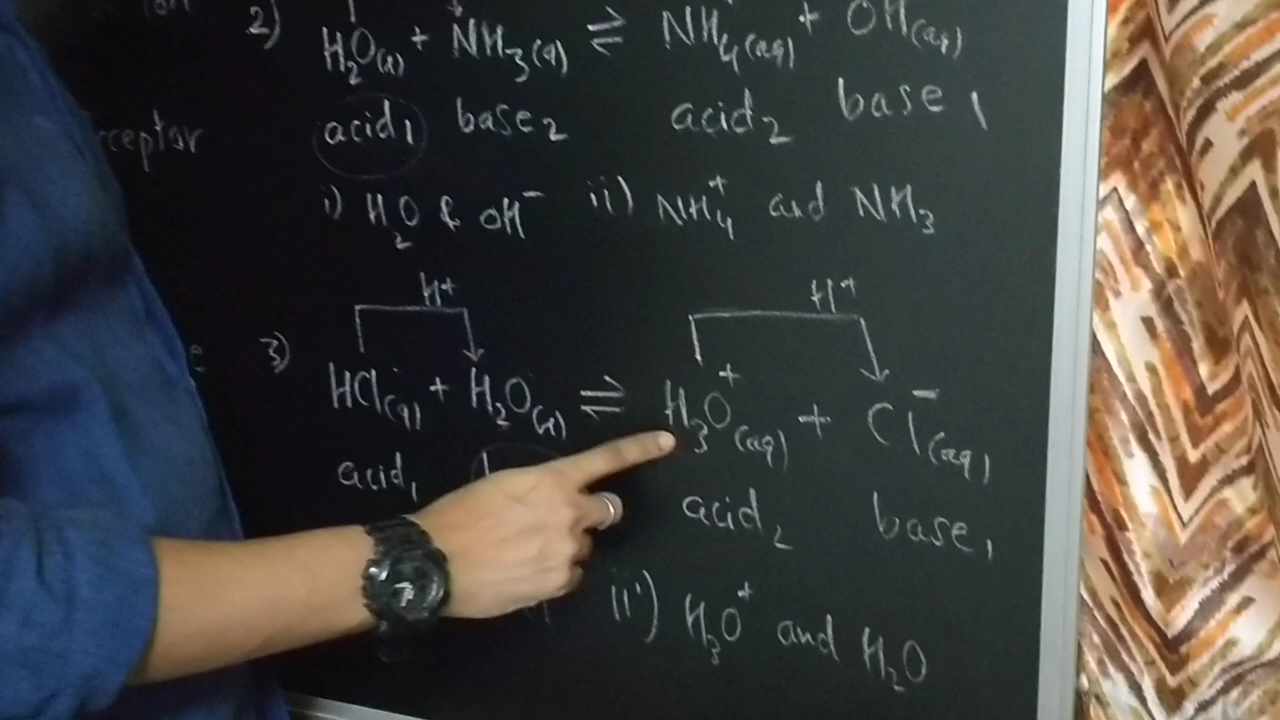 2) H₂O(l) + NH₃(g) ⇌ NH₄⁺(aq) + OH(aq)
acid₁ base₂ acid₂ base₁
i) H₂O & OH⁻ ii) NH₄⁺ and NH₃
H⁺ H⁺
3) HCl(g) + H₂O(l) ⇌ H₃O⁺(aq) + Cl⁻(aq)
acid₁ acid₂ base₁
ii) H₃O⁺ and H₂O